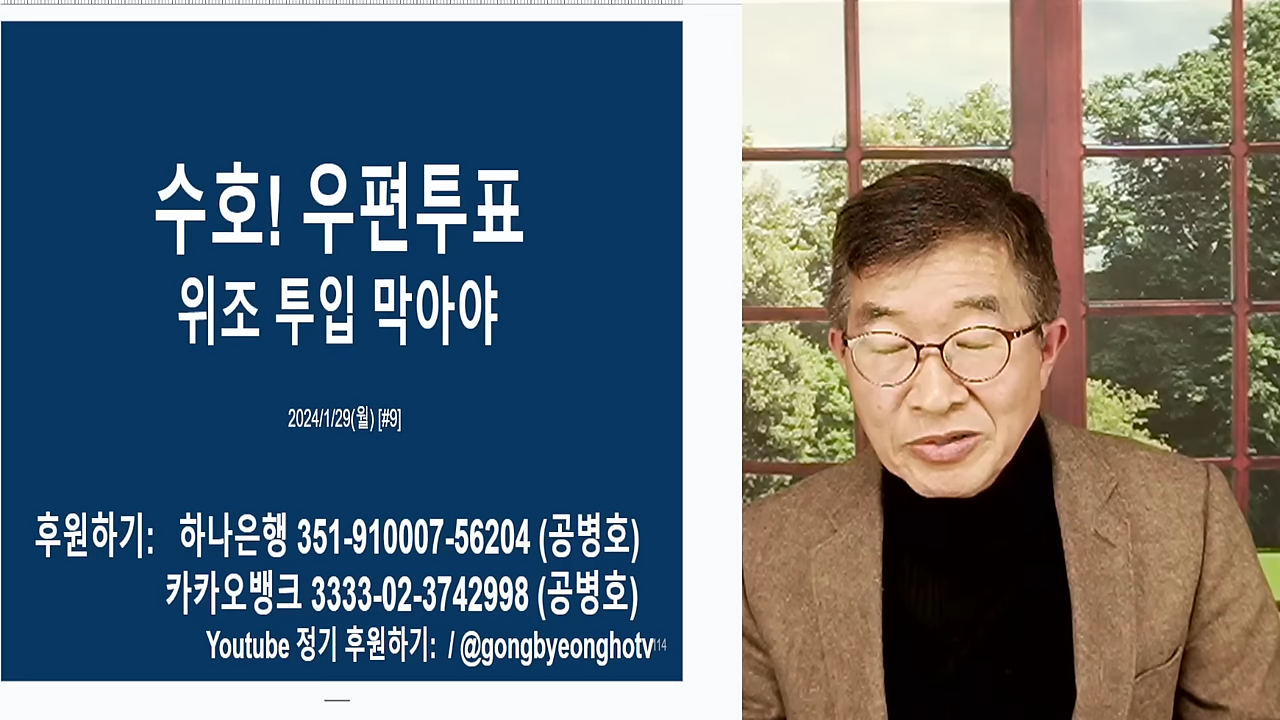 수호! 우편투표
위조 투입 막아야
2024/1/29(월) [#9]
후원하기: 하나은행 351-910007-56204 (공병호)
카카오뱅크 3333-02-3742998 (공병호)
Youtube 정기 후원하기: / @gongbyeonghotv
114